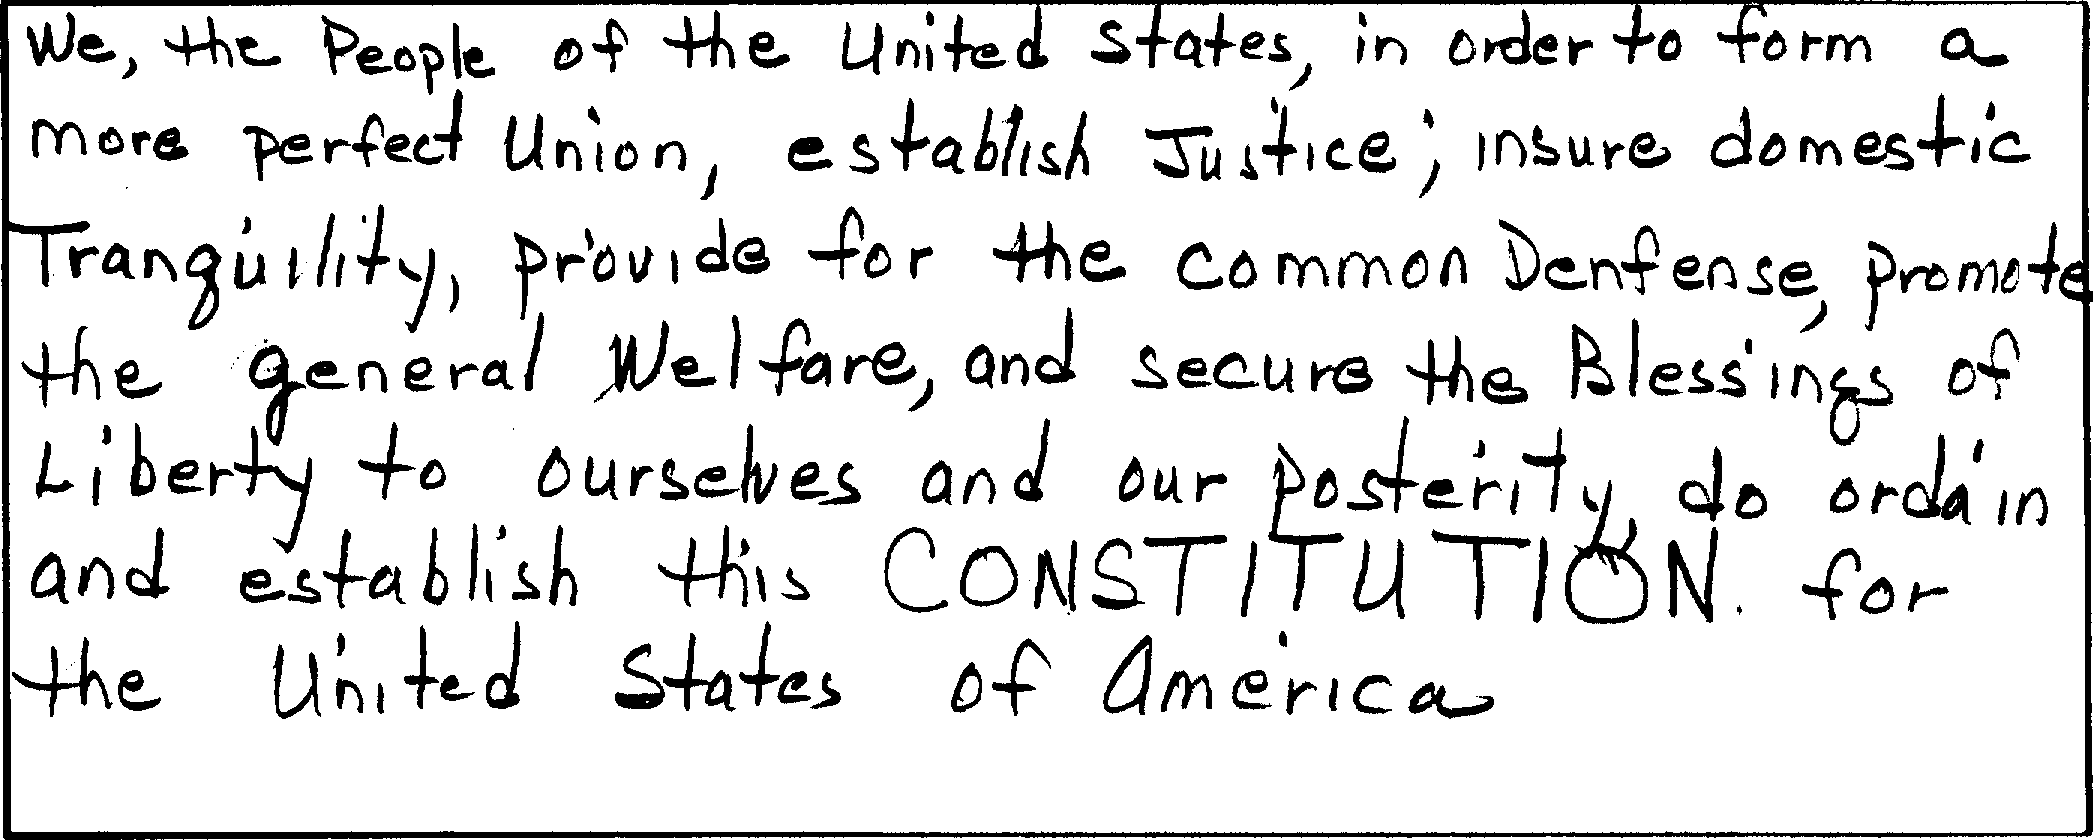 We, the People of the United States, in order to form a
more perfect Union, establish Justice, insure domestic
Tranquility, provide for the common Denfense, promote
the general Welfare, and secure the Blessings of
Liberty to ourselves and our posterity, do ordain
and establish this CONSTITUTION. for
the United States of America